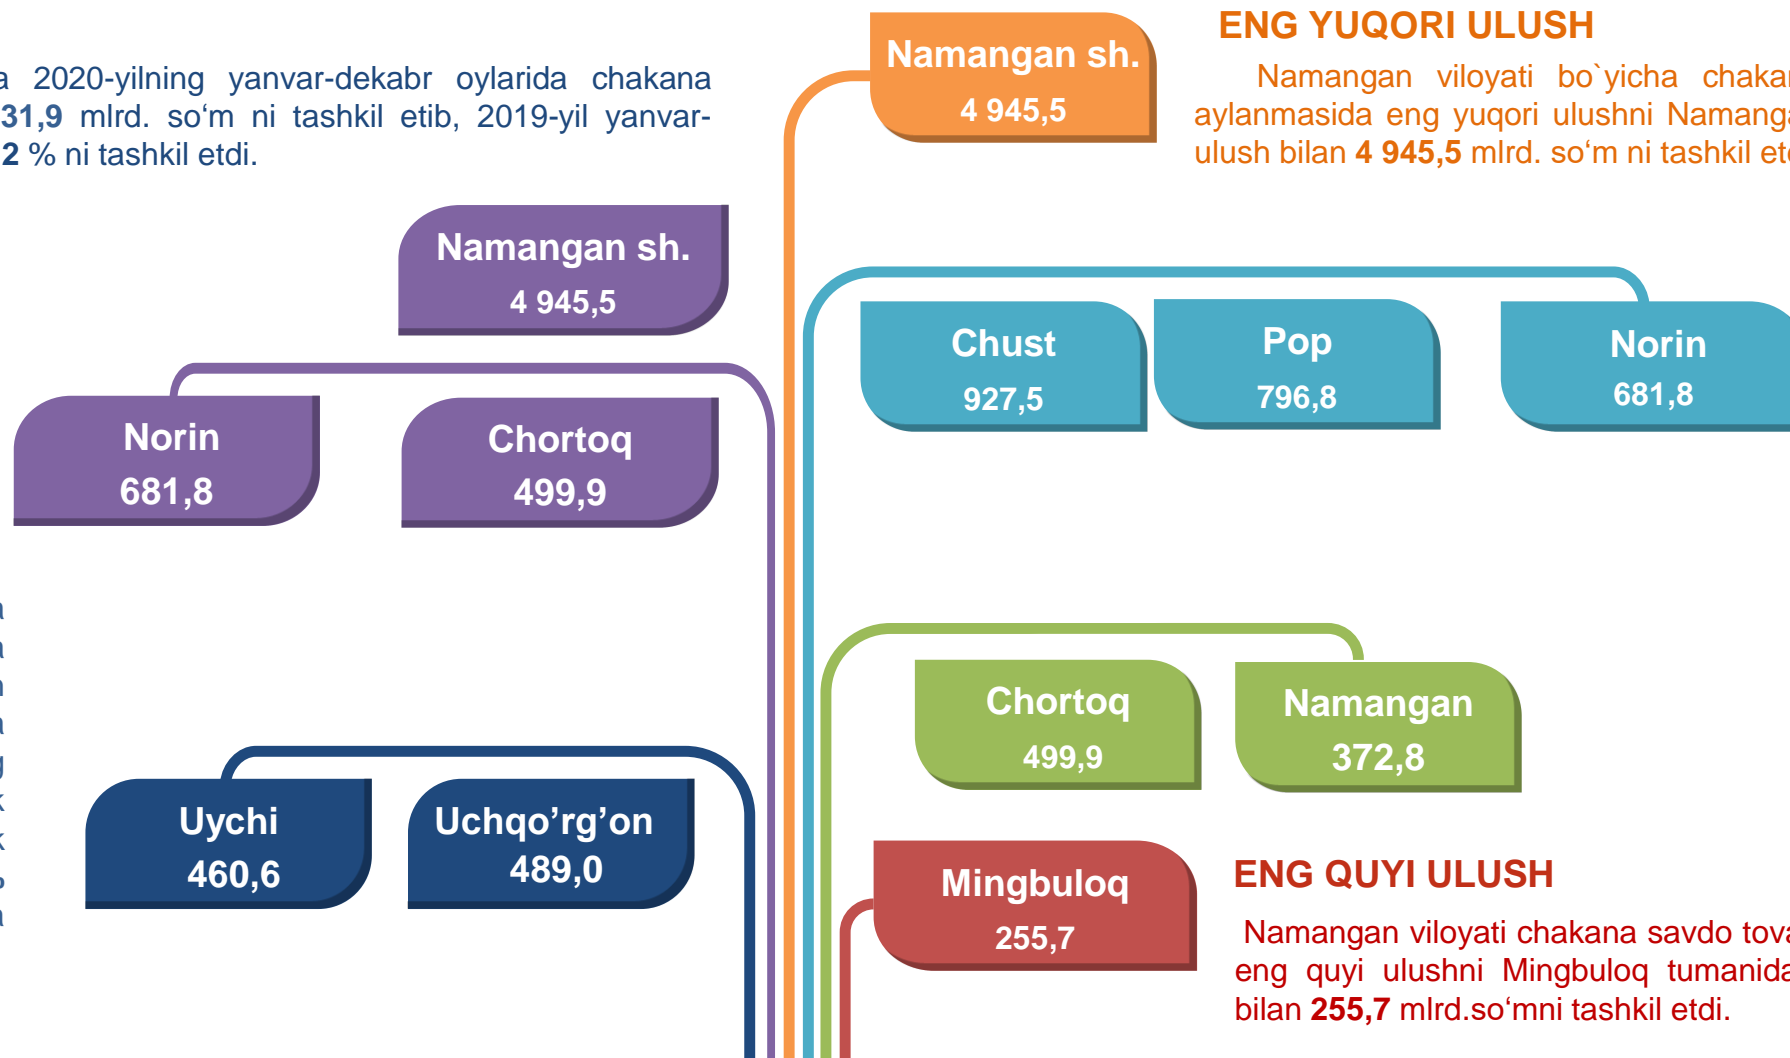 a 2020-yilning yanvar-dekabr oylarida chakana
31,9 mlrd. so‘m ni tashkil etib, 2019-yil yanvar-
2 % ni tashkil etdi.
Namangan sh.
4 945,5
ENG YUQORI ULUSH
Namangan viloyati bo`yicha chakan
aylanmasida eng yuqori ulushni Namanga
ulush bilan 4 945,5 mlrd. so‘m ni tashkil etd
Namangan sh.
4 945,5
Norin
681,8
Chortoq
499,9
Chust
927,5
Pop
796,8
Norin
681,8
Chortoq
499,9
Namangan
372,8
Uychi
460,6
Uchqo’rg’on
489,0
Mingbuloq
255,7
ENG QUYI ULUSH
Namangan viloyati chakana savdo tova
eng quyi ulushni Mingbuloq tumanida
bilan 255,7 mlrd.so‘mni tashkil etdi.